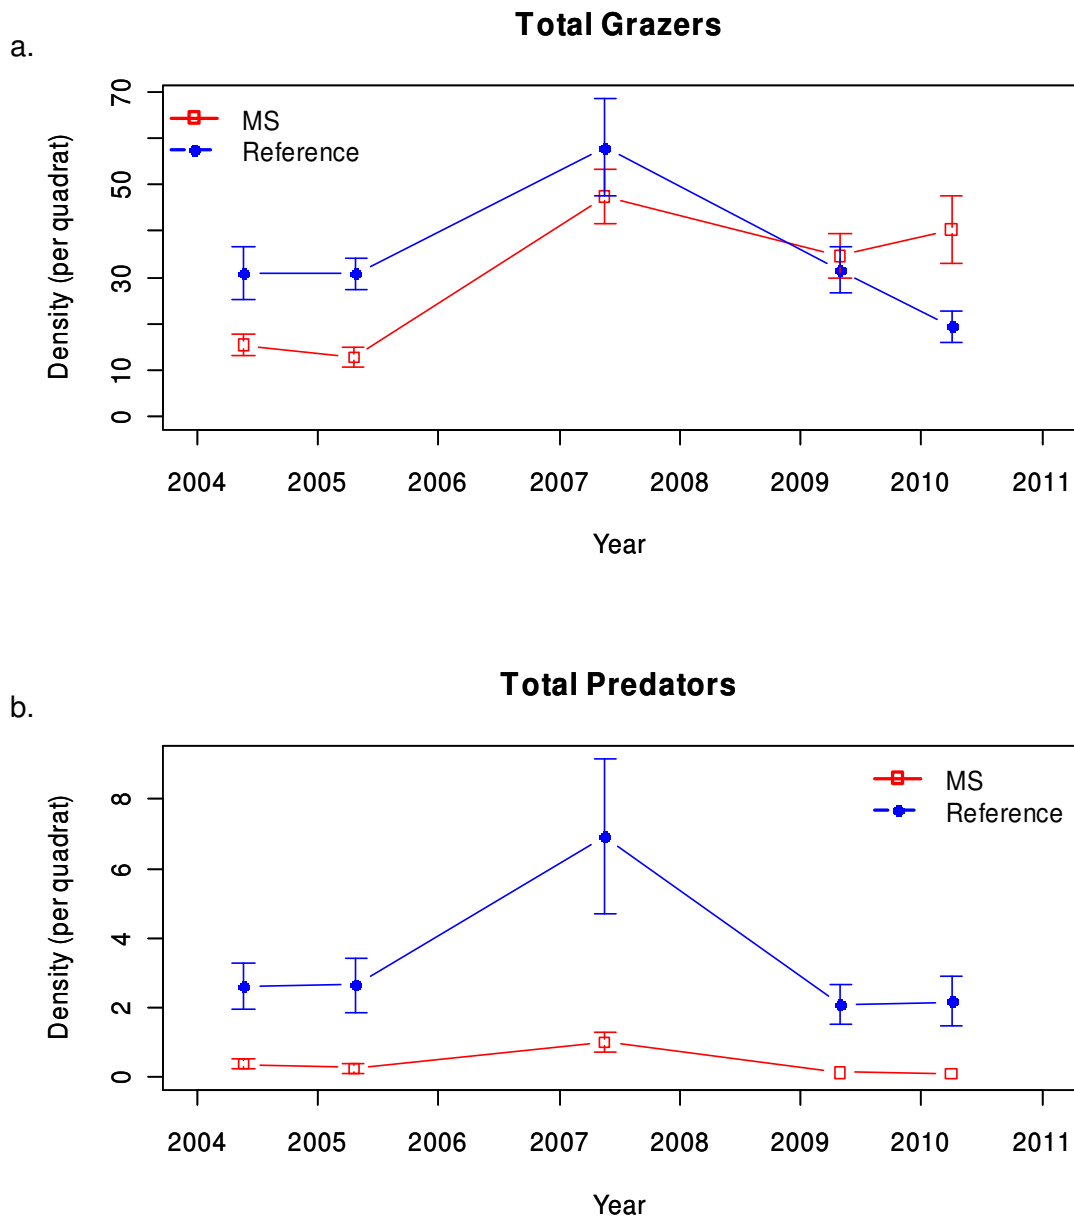 Total Grazers
a.
MS
Reference
Density (per quadrat)
70
50
30
10
0
2004 2005 2006 2007 2008 2009 2010 2011
Year
Total Predators
b.
MS
Reference
Density (per quadrat)
8
6
4
2
0
2004 2005 2006 2007 2008 2009 2010 2011
Year